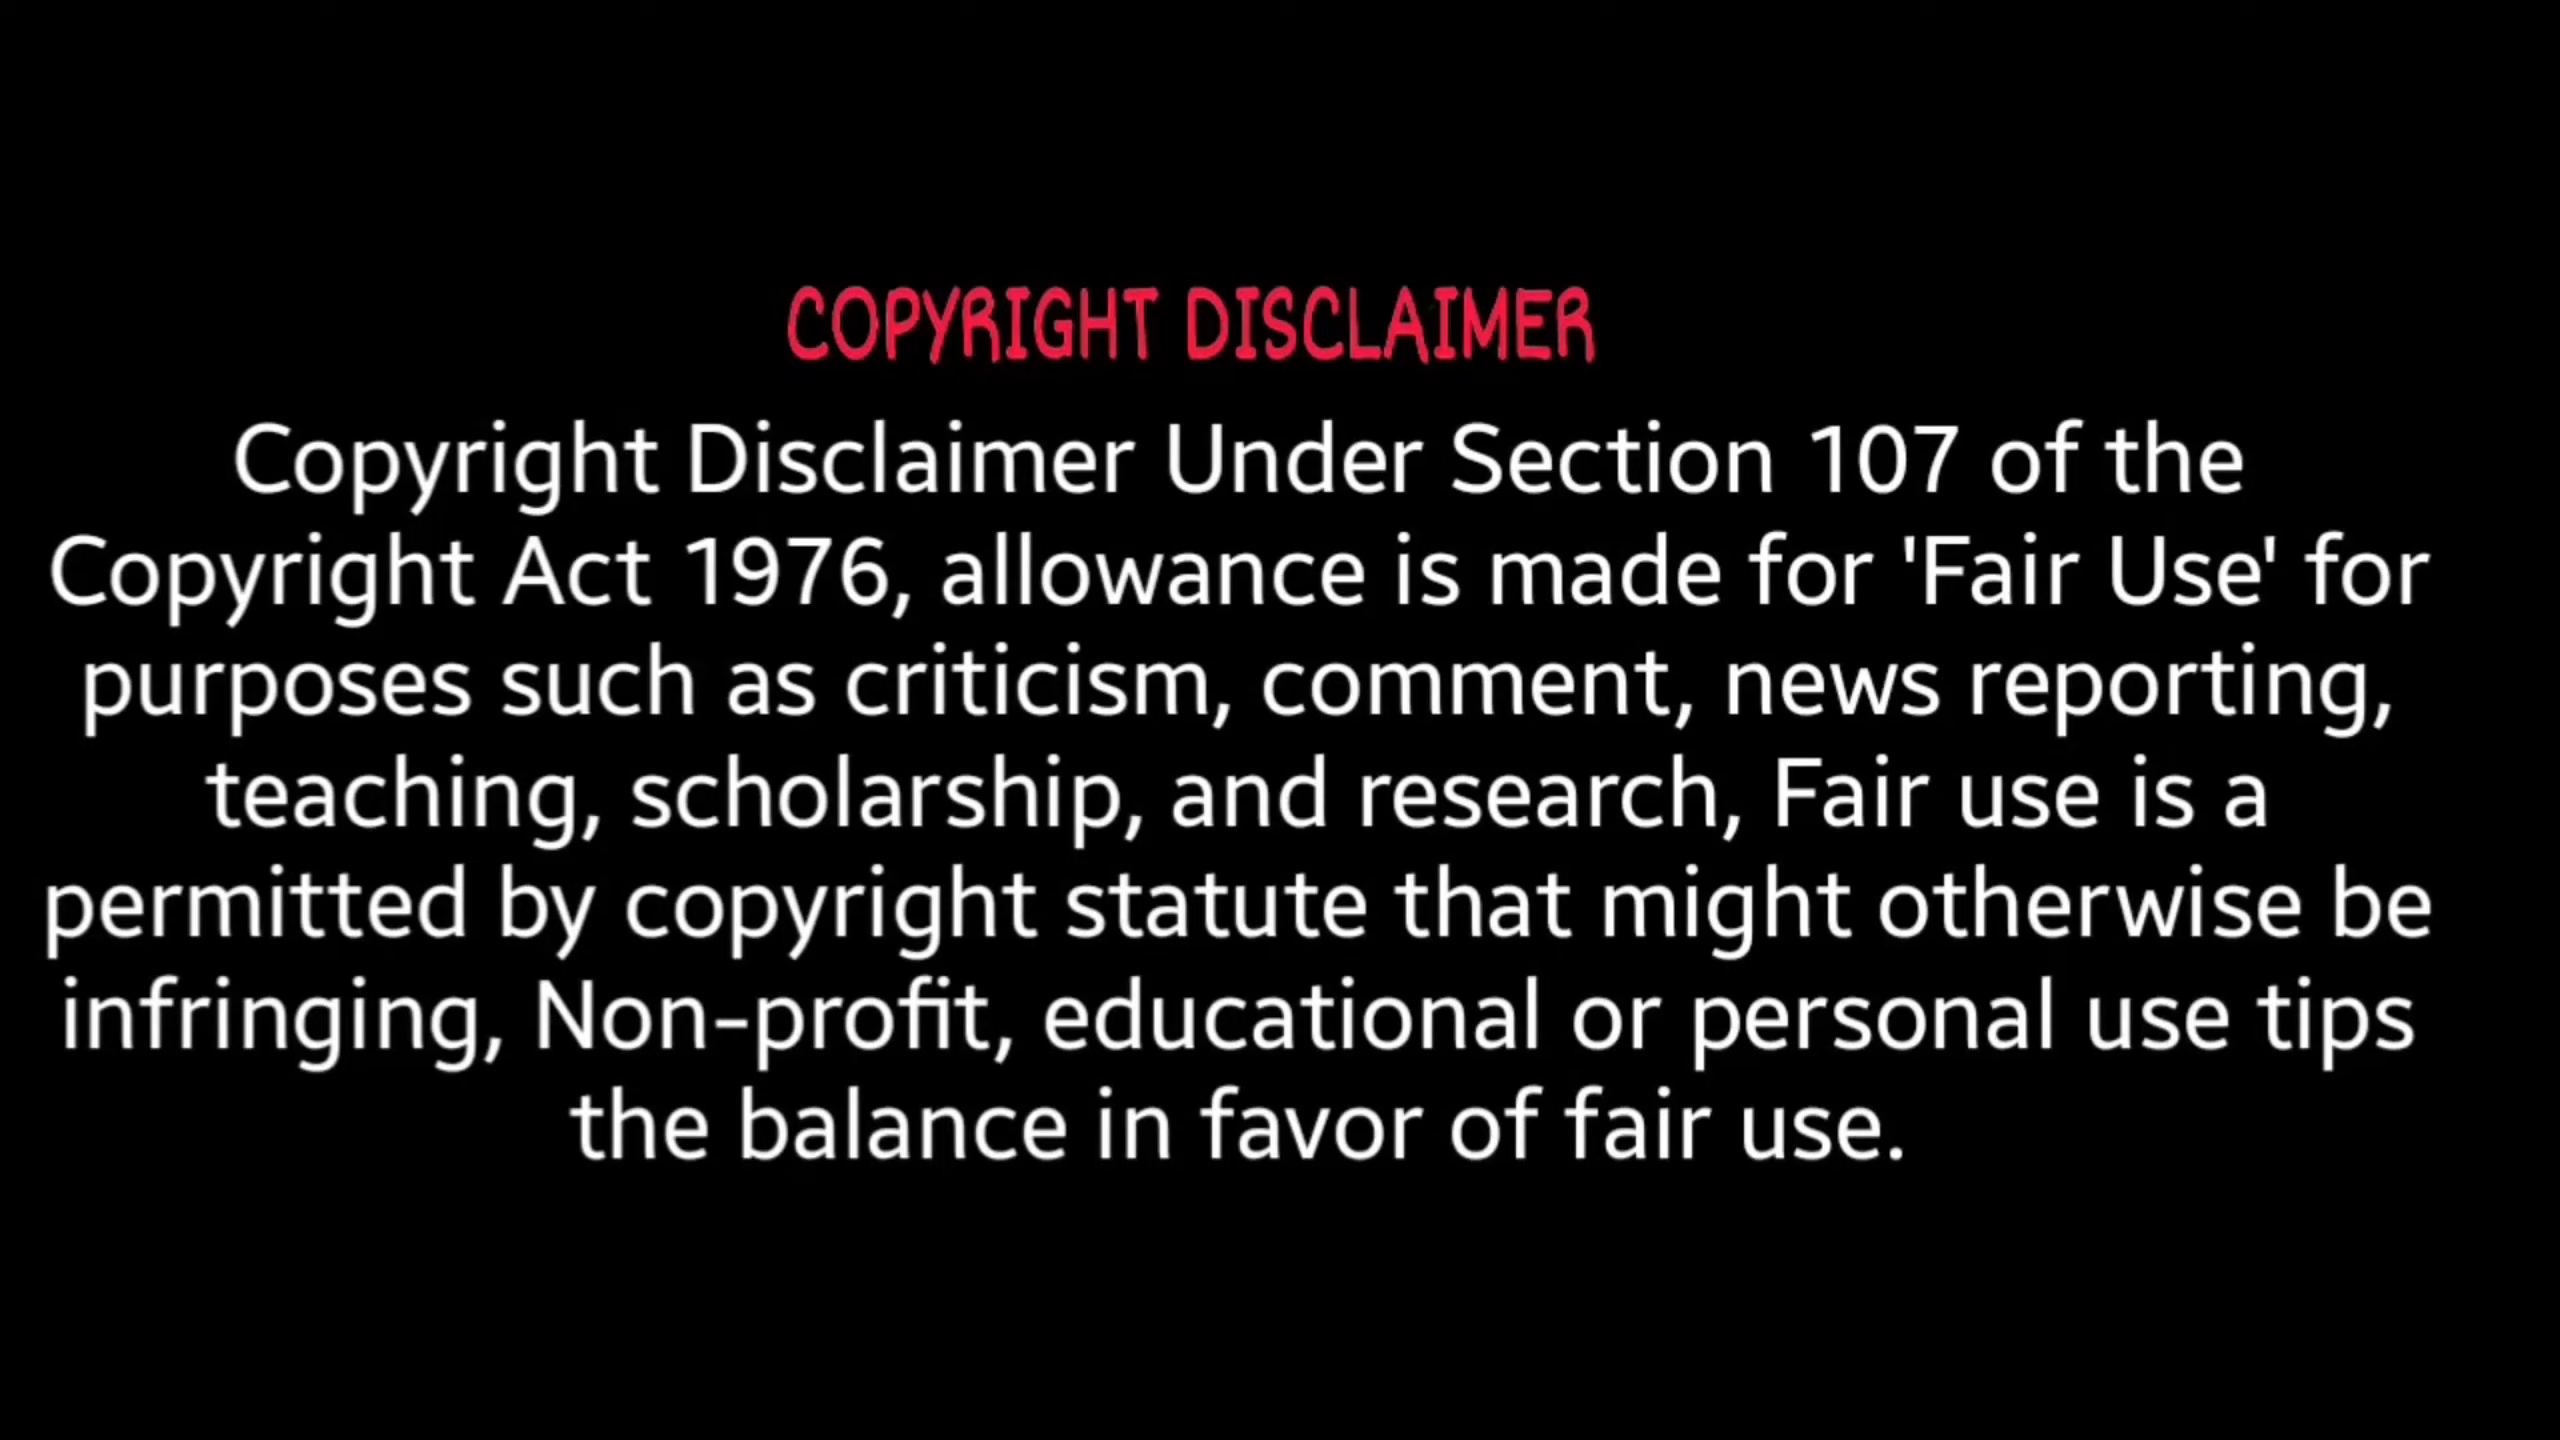 COPYRIGHT DISCLAIMER
Copyright Disclaimer Under Section 107 of the
Copyright Act 1976, allowance is made for 'Fair Use' for
purposes such as criticism, comment, news reporting,
teaching, scholarship, and research, Fair use is a
permitted by copyright statute that might otherwise be
infringing, Non-profit, educational or personal use tips
the balance in favor of fair use.